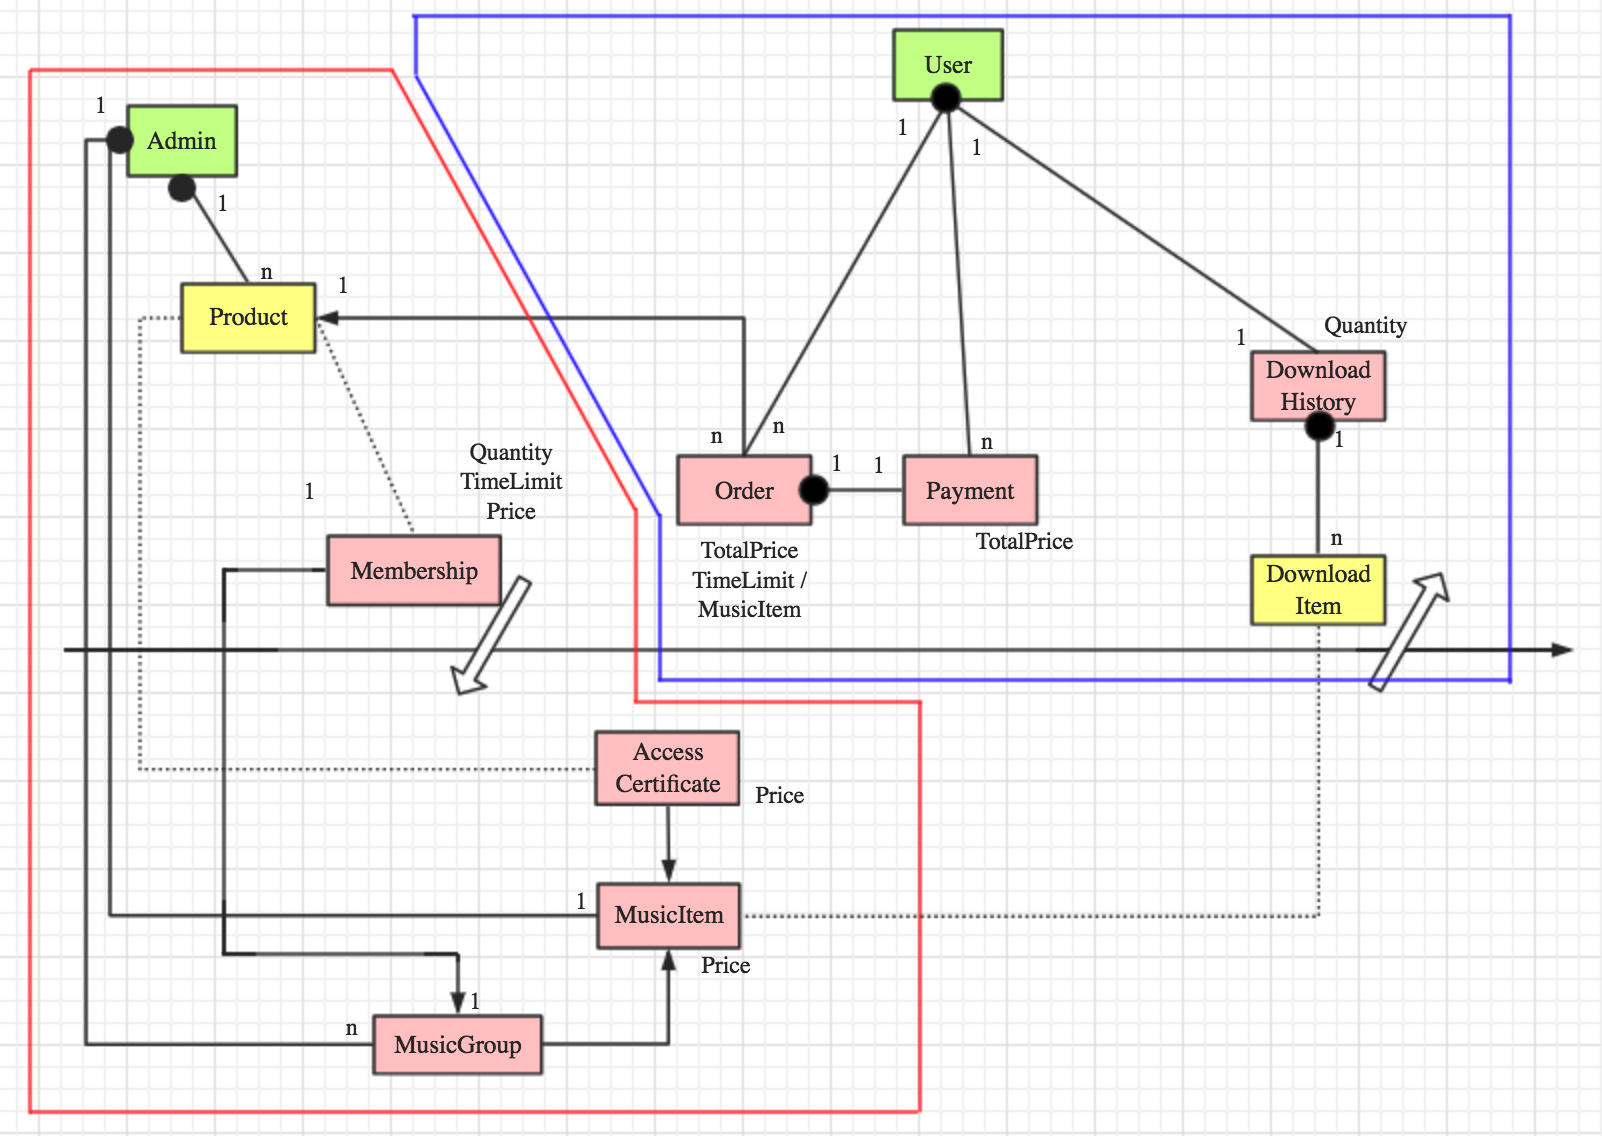 User
1
Admin
1
1
1
n
1
Product
Quantity
1
Download
History
n
n
n
1
Quantity
TimeLimit
Price
1
1
1
Order
Payment
n
TotalPrice
TotalPrice
TimeLimit /
MusicItem
Membership
Download
Item
Access
Certificate
Price
1
MusicItem
Price
1
n
MusicGroup